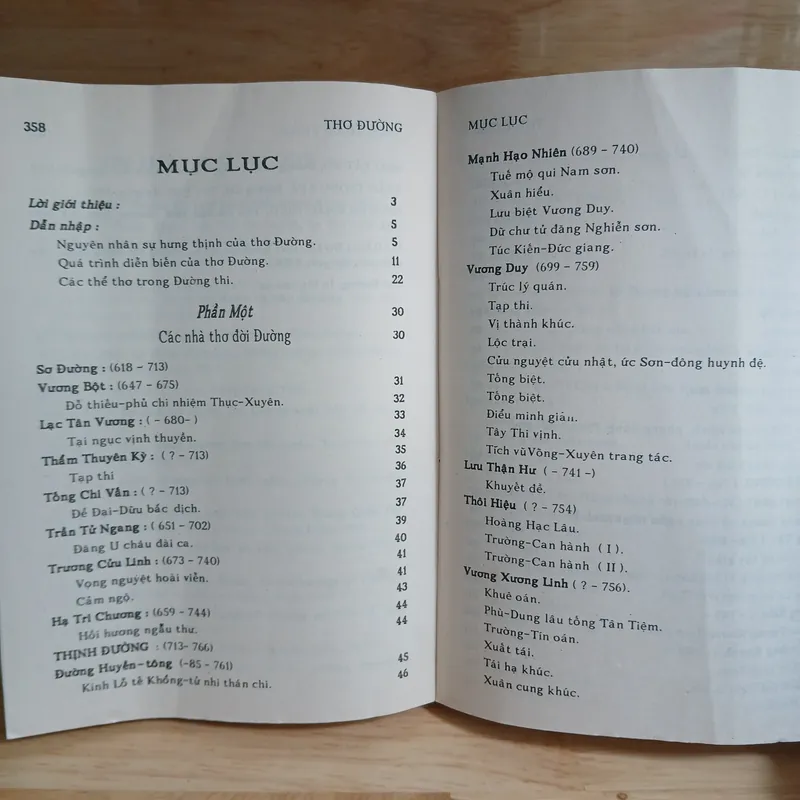 358 THƠ ĐƯỜNG
MỤC LỤC
Lời giới thiệu : 3
Dẫn nhập : 5
Nguyên nhân sự hưng thịnh của thơ Đường. 5
Quá trình diễn biến của thơ Đường. 11
Các thể thơ trong Đường thi. 22
Phần Một 30
Các nhà thơ đời Đường 30
Sơ Đường : (618 - 713)
Vương Bột : (647 - 675) 31
Đỗ thiếu-phủ chi nhiệm Thục-Xuyên. 32
Lạc Tân Vương : ( - 680- ) 33
Tại ngục vịnh thuyền. 34
Thẩm Thuyên Kỳ : ( ? - 713) 35
Tạp thi 36
Tống Chi Vấn : ( ? - 713) 37
Đề Đại-Dữu bắc dịch. 37
Trần Tử Ngang : (651 - 702) 39
Đăng U châu đài ca. 40
Trương Cửu Linh : (673 - 740) 41
Vọng nguyệt hoài viễn. 41
Cảm ngộ. 43
Hạ Tri Chương : (659 - 744) 44
Hồi hương ngẫu thư. 44
THỊNH ĐƯỜNG : (713- 766)
Đường Huyền-tông (-85 - 761) 45
Kinh Lỗ tế Khổng-tử nhi thán chi. 46
MỤC LỤC
Mạnh Hạo Nhiên (689 - 740)
Tuế mộ qui Nam sơn.
Xuân hiểu.
Lưu biệt Vương Duy.
Dữ chư tử đăng Nghiễn sơn.
Túc Kiến-Đức giang.
Vương Duy (699 - 759)
Trúc lý quán.
Tạp thi.
Vị thành khúc.
Lộc trại.
Cửu nguyệt cửu nhật, ức Sơn-đông huynh đệ.
Tống biệt.
Tống biệt.
Điểu minh giản.
Tây Thi vịnh.
Tích vũVõng-Xuyên trang tác.
Lưu Thận Hư ( - 741 -)
Khuyết đề.
Thôi Hiệu ( ? - 754)
Hoàng Hạc Lâu.
Trường-Can hành ( I ).
Trường-Can hành ( II ).
Vương Xương Linh ( ? - 756).
Khuê oán.
Phù-Dung lâu tống Tân Tiệm.
Trường-Tín oán.
Xuất tái.
Tái hạ khúc.
Xuân cung khúc.